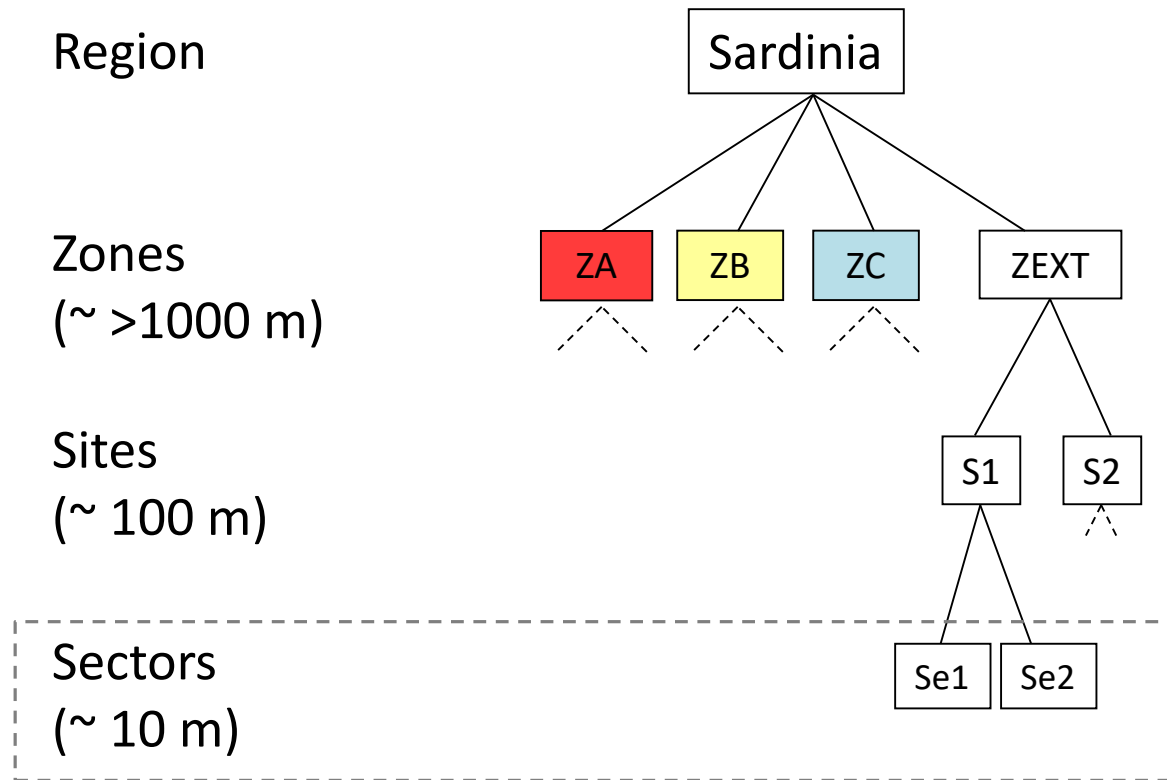 Region
Sardinia
Zones
(~ >1000 m)
ZA
ZB
ZC
ZEXT
Sites
(~ 100 m)
S1
S2
Sectors
(~ 10 m)
Se1
Se2